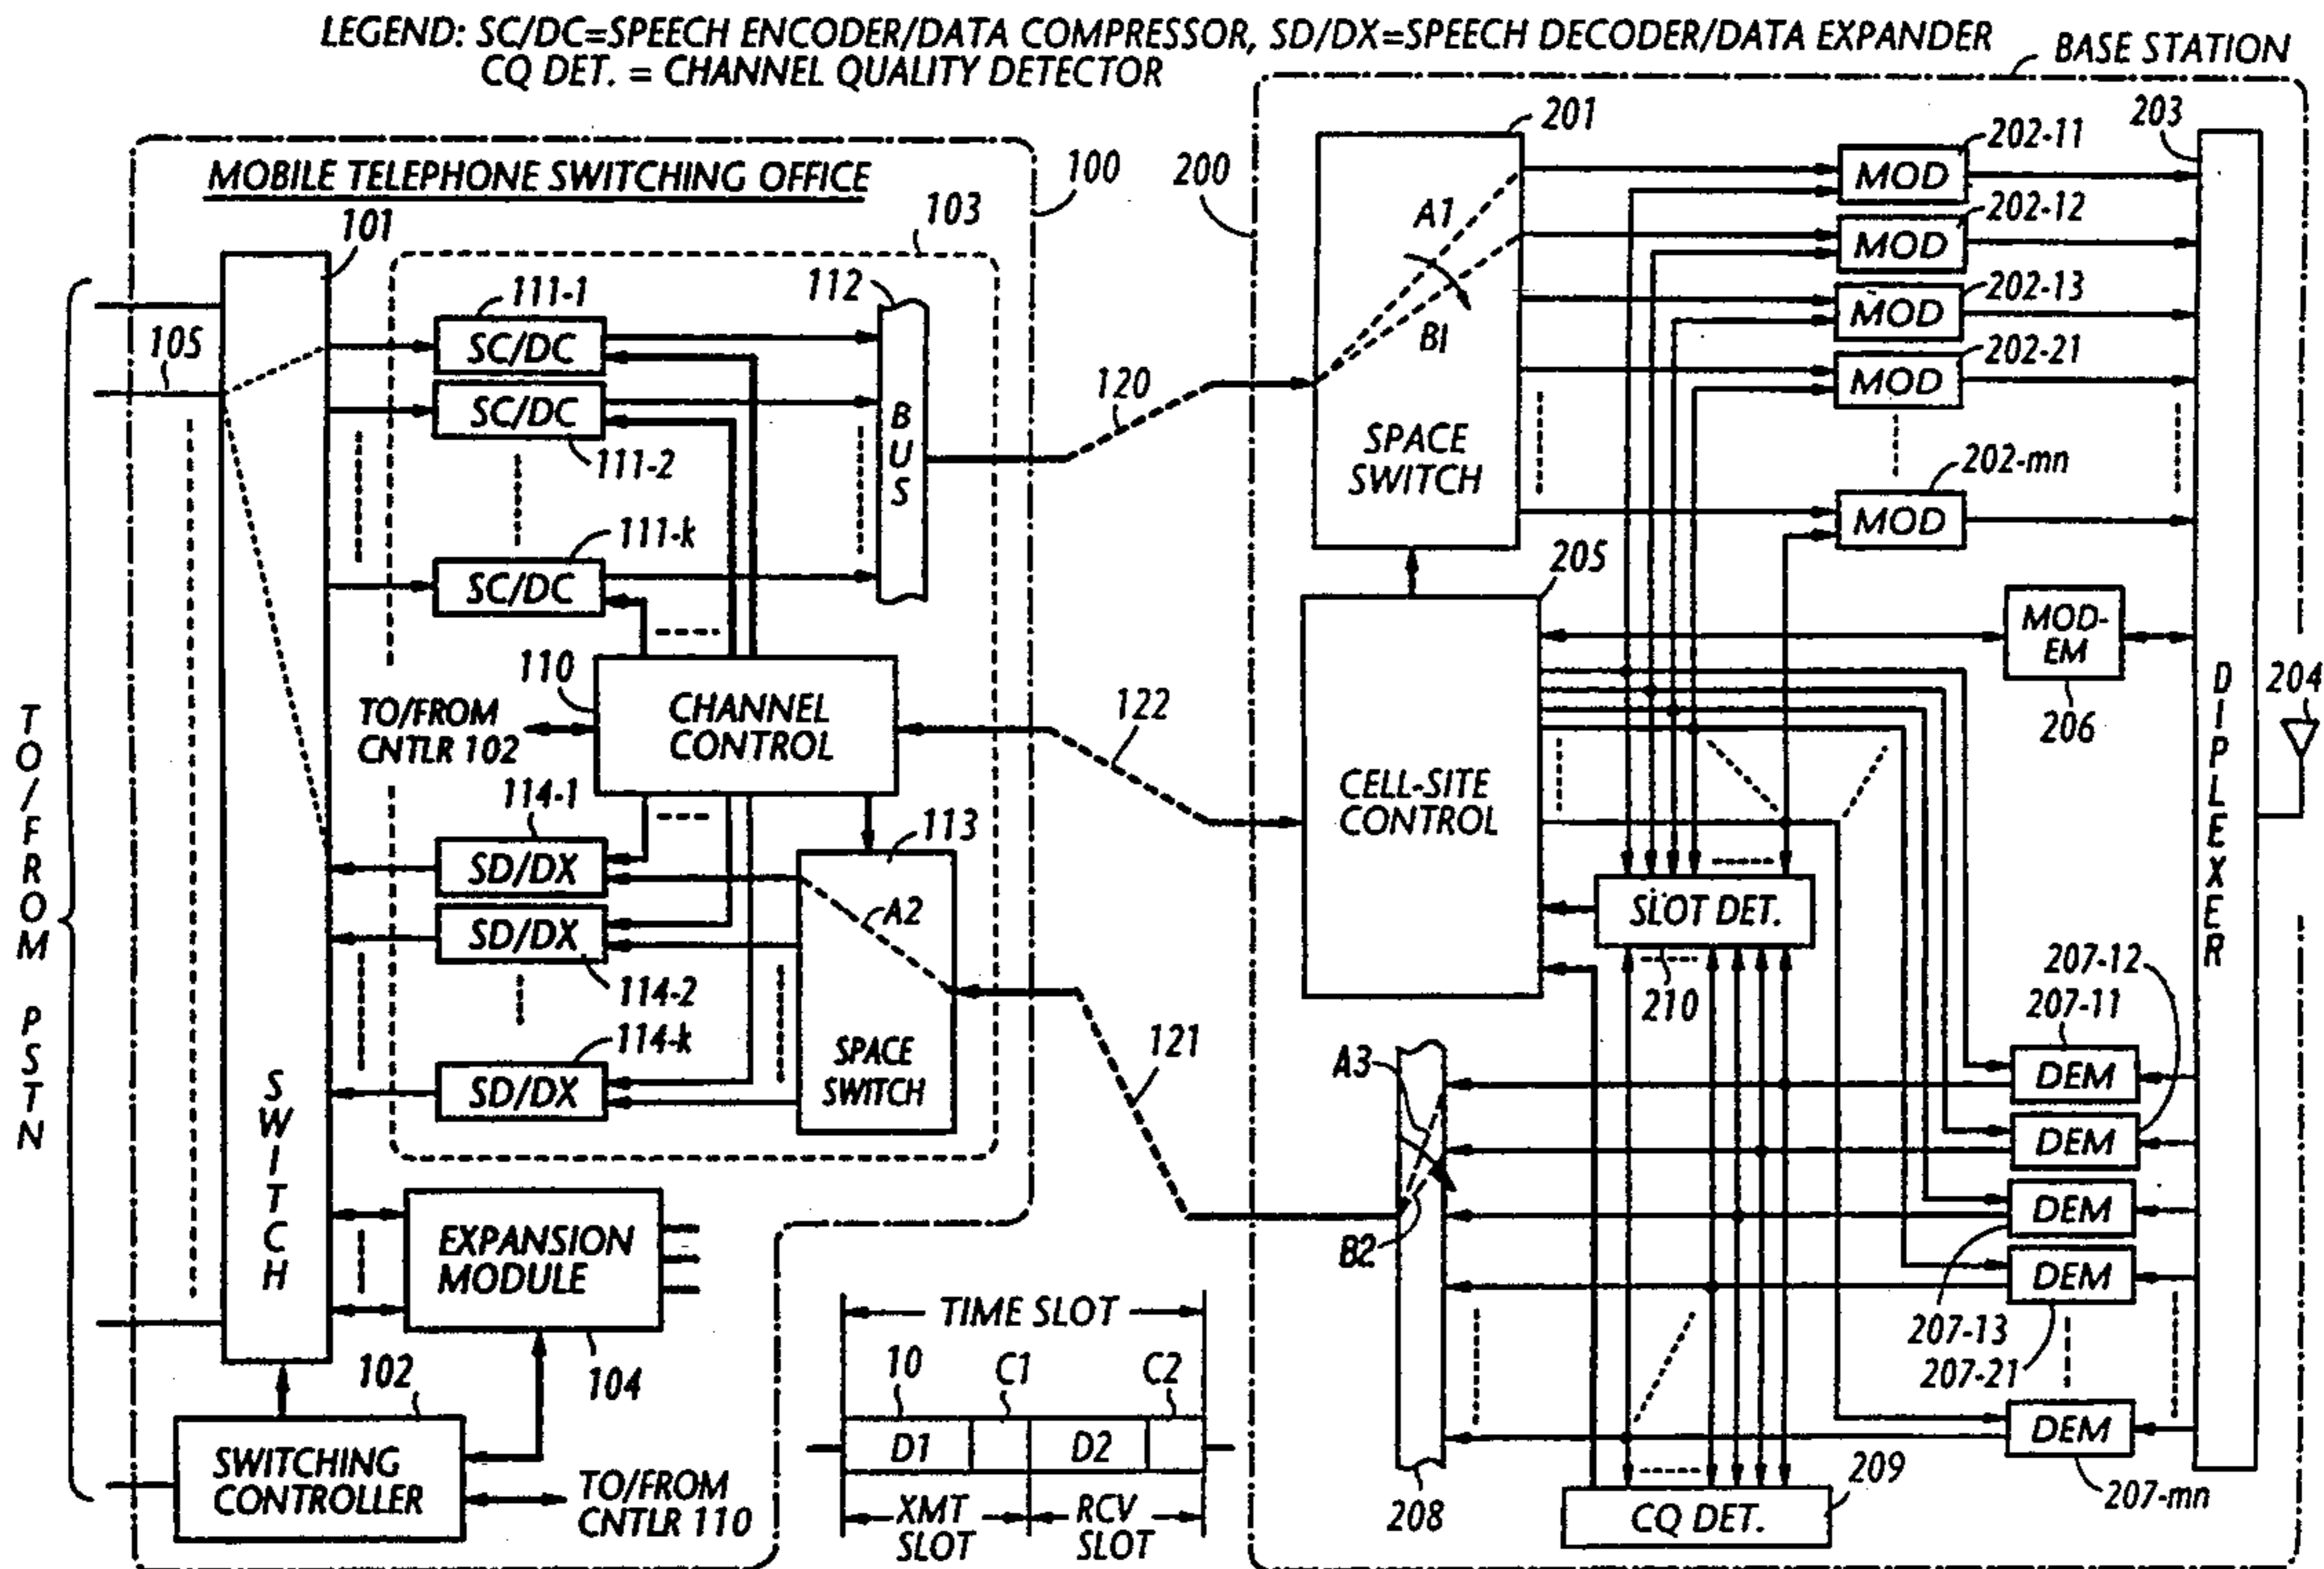 LEGEND: SC/DC=SPEECH ENCODER/DATA COMPRESSOR, SD/DX=SPEECH DECODER/DATA EXPANDER
CQ DET. = CHANNEL QUALITY DETECTOR
BASE STATION
MOBILE TELEPHONE SWITCHING OFFICE
100
200
101
103
105
TO/FROM PSTN
SWITCH
111-1
SC/DC
SC/DC
111-2
111-k
SC/DC
112
BUS
120
110
CHANNEL
CONTROL
TO/FROM
CNTLR 102
122
114-1
SD/DX
SD/DX
114-2
114-k
SD/DX
113
A2
SPACE
SWITCH
121
EXPANSION
MODULE
104
102
SWITCHING
CONTROLLER
TO/FROM
CNTLR 110
TIME SLOT
10
C1
C2
D1
D2
XMT
SLOT
RCV
SLOT
201
A1
B1
SPACE
SWITCH
202-11
MOD
202-12
MOD
202-13
MOD
202-21
MOD
202-mn
MOD
203
DIPLEXER
204
205
CELL-SITE
CONTROL
MOD-
EM
206
SLOT DET.
210
A3
B2
208
207-12
207-11
DEM
DEM
DEM
DEM
207-13
207-21
DEM
207-mn
209
CQ DET.